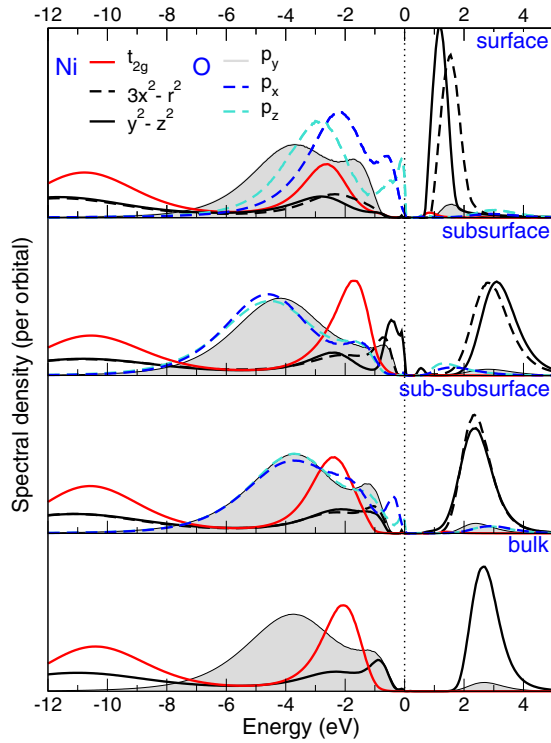 -12 -10 -8 -6 -4 -2 -0 2 4
surface
Ni t2g O py
3x²- r² px
y²- z² pz
subsurface
sub-subsurface
bulk
-12 -10 -8 -6 -4 -2 0 2 4
Energy (eV)
Spectral density (per orbital)